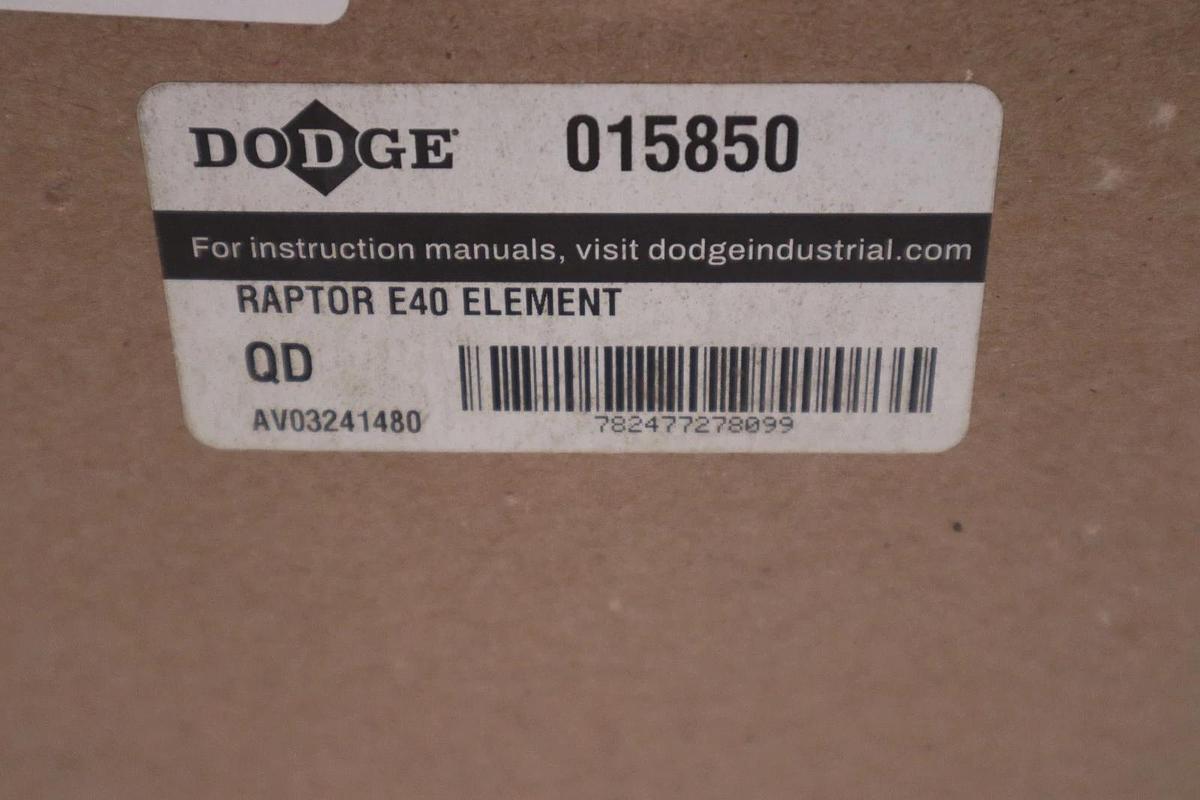 DODGE 015850
For instruction manuals, visit dodgeindustrial.com
RAPTOR E40 ELEMENT
QD
AV03241480
782477278099